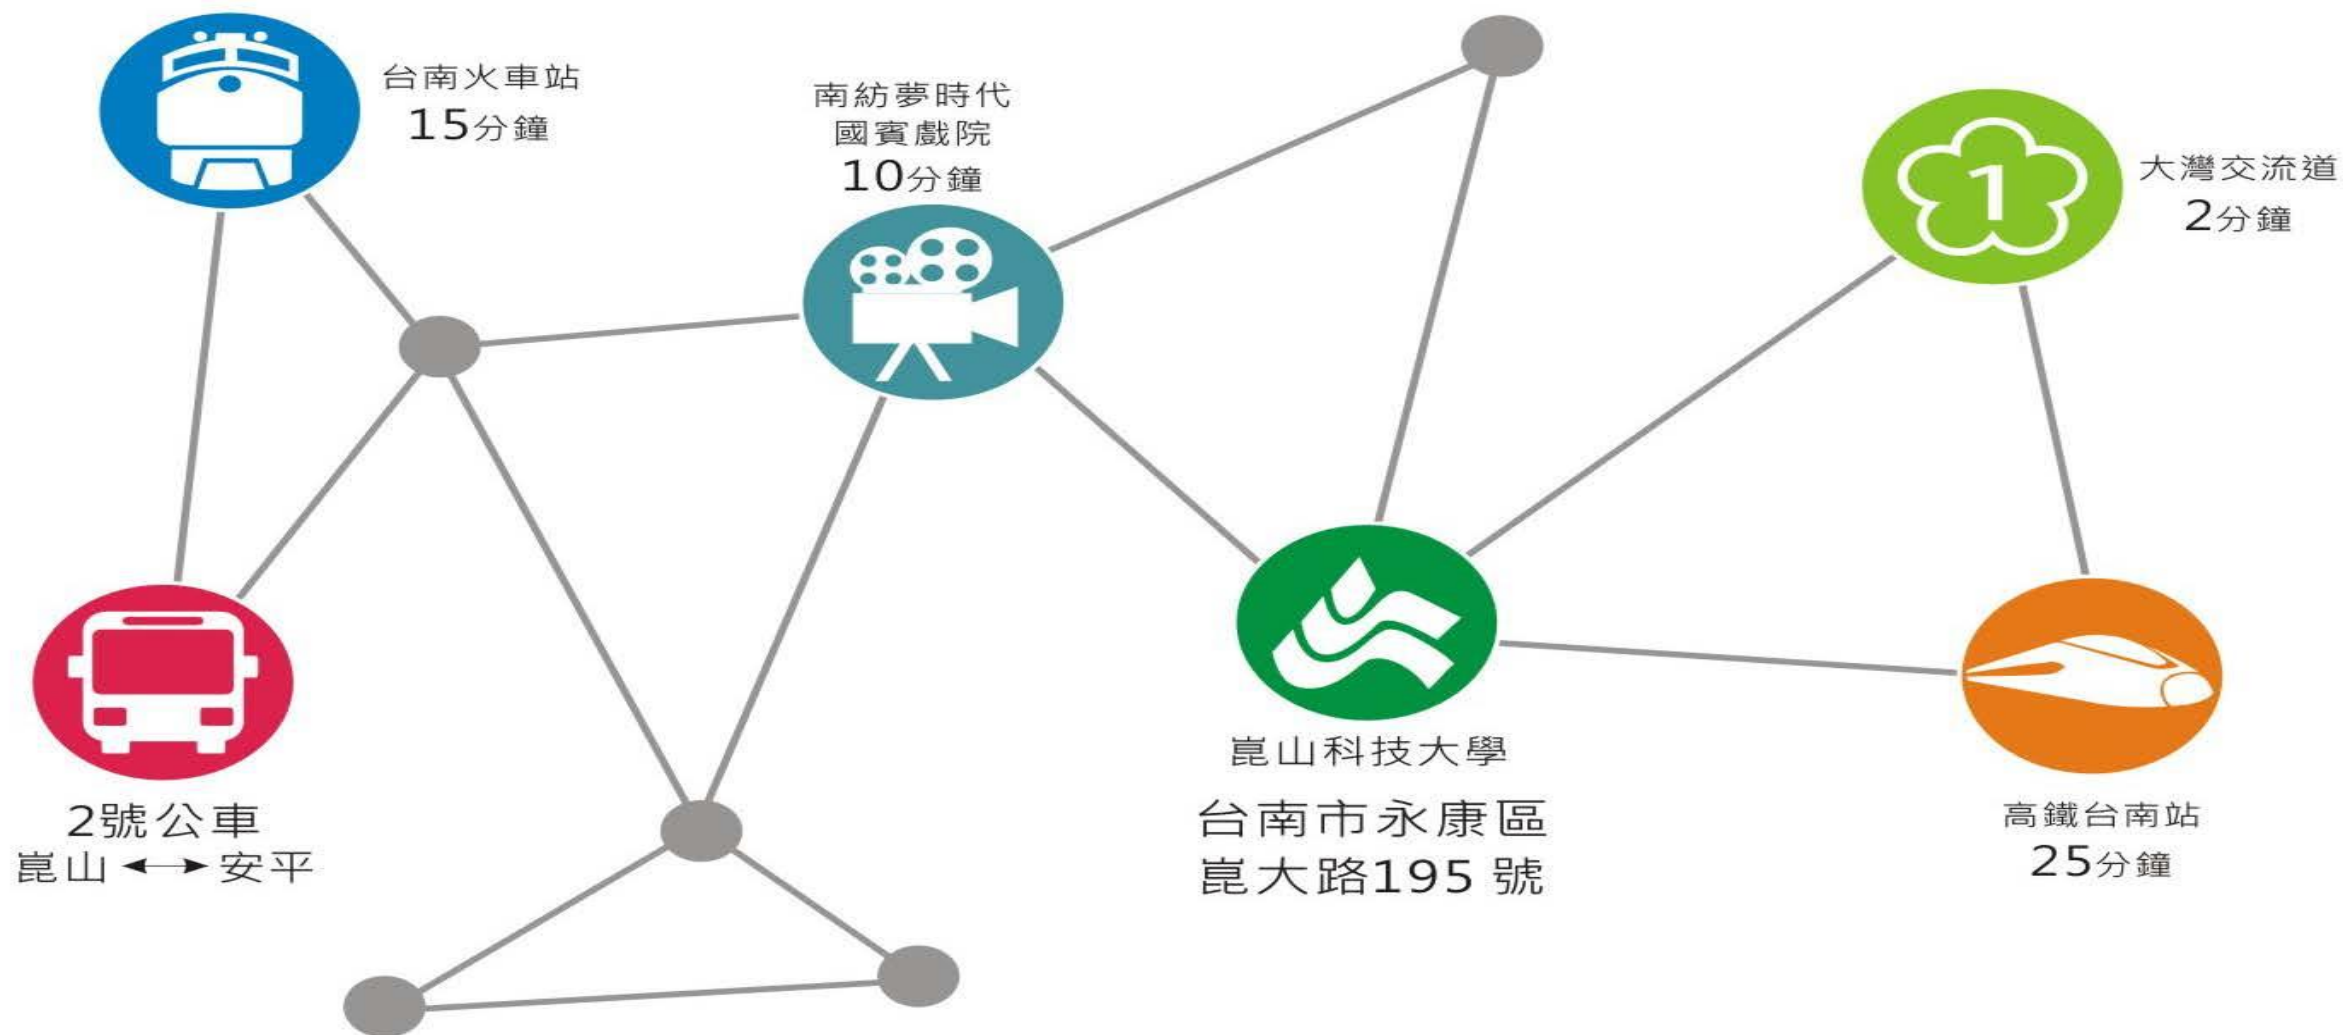 台南火車站
15分鐘
南紡夢時代
國賓戲院
10分鐘
1
大灣交流道
2分鐘
2號公車
崑山 ↔ 安平
崑山科技大學
台南市永康區
崑大路195 號
高鐵台南站
25分鐘